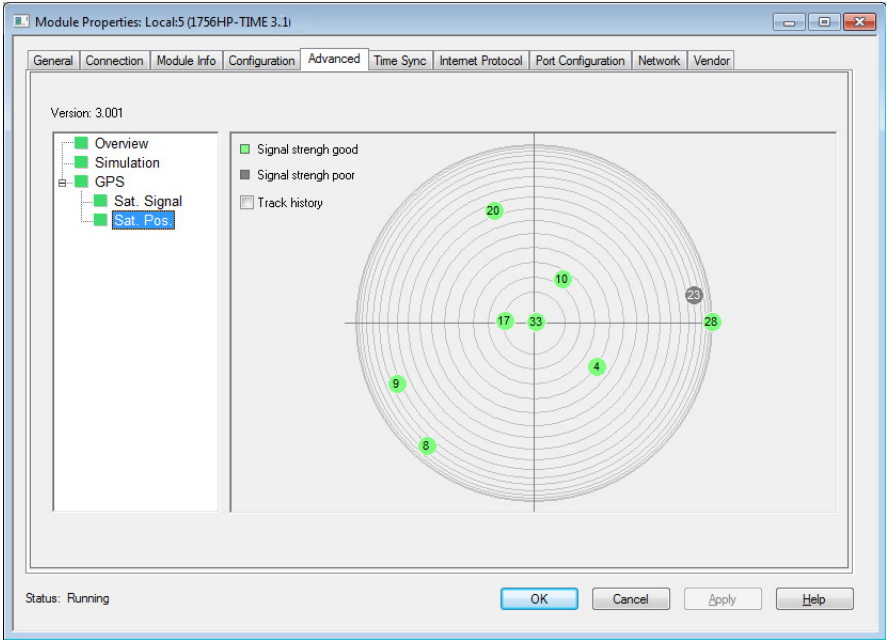 Module Properties: Local:5 (1756HP-TIME 3.1)
General Connection Module Info Configuration Advanced Time Sync Internet Protocol Port Configuration Network Vendor
Version: 3.001
Overview
Simulation
GPS
Sat. Signal
Sat. Pos.
Signal strengh good
Signal strengh poor
Track history
20
10
23
17
33
28
4
9
8
Status: Running
OK Cancel Apply Help